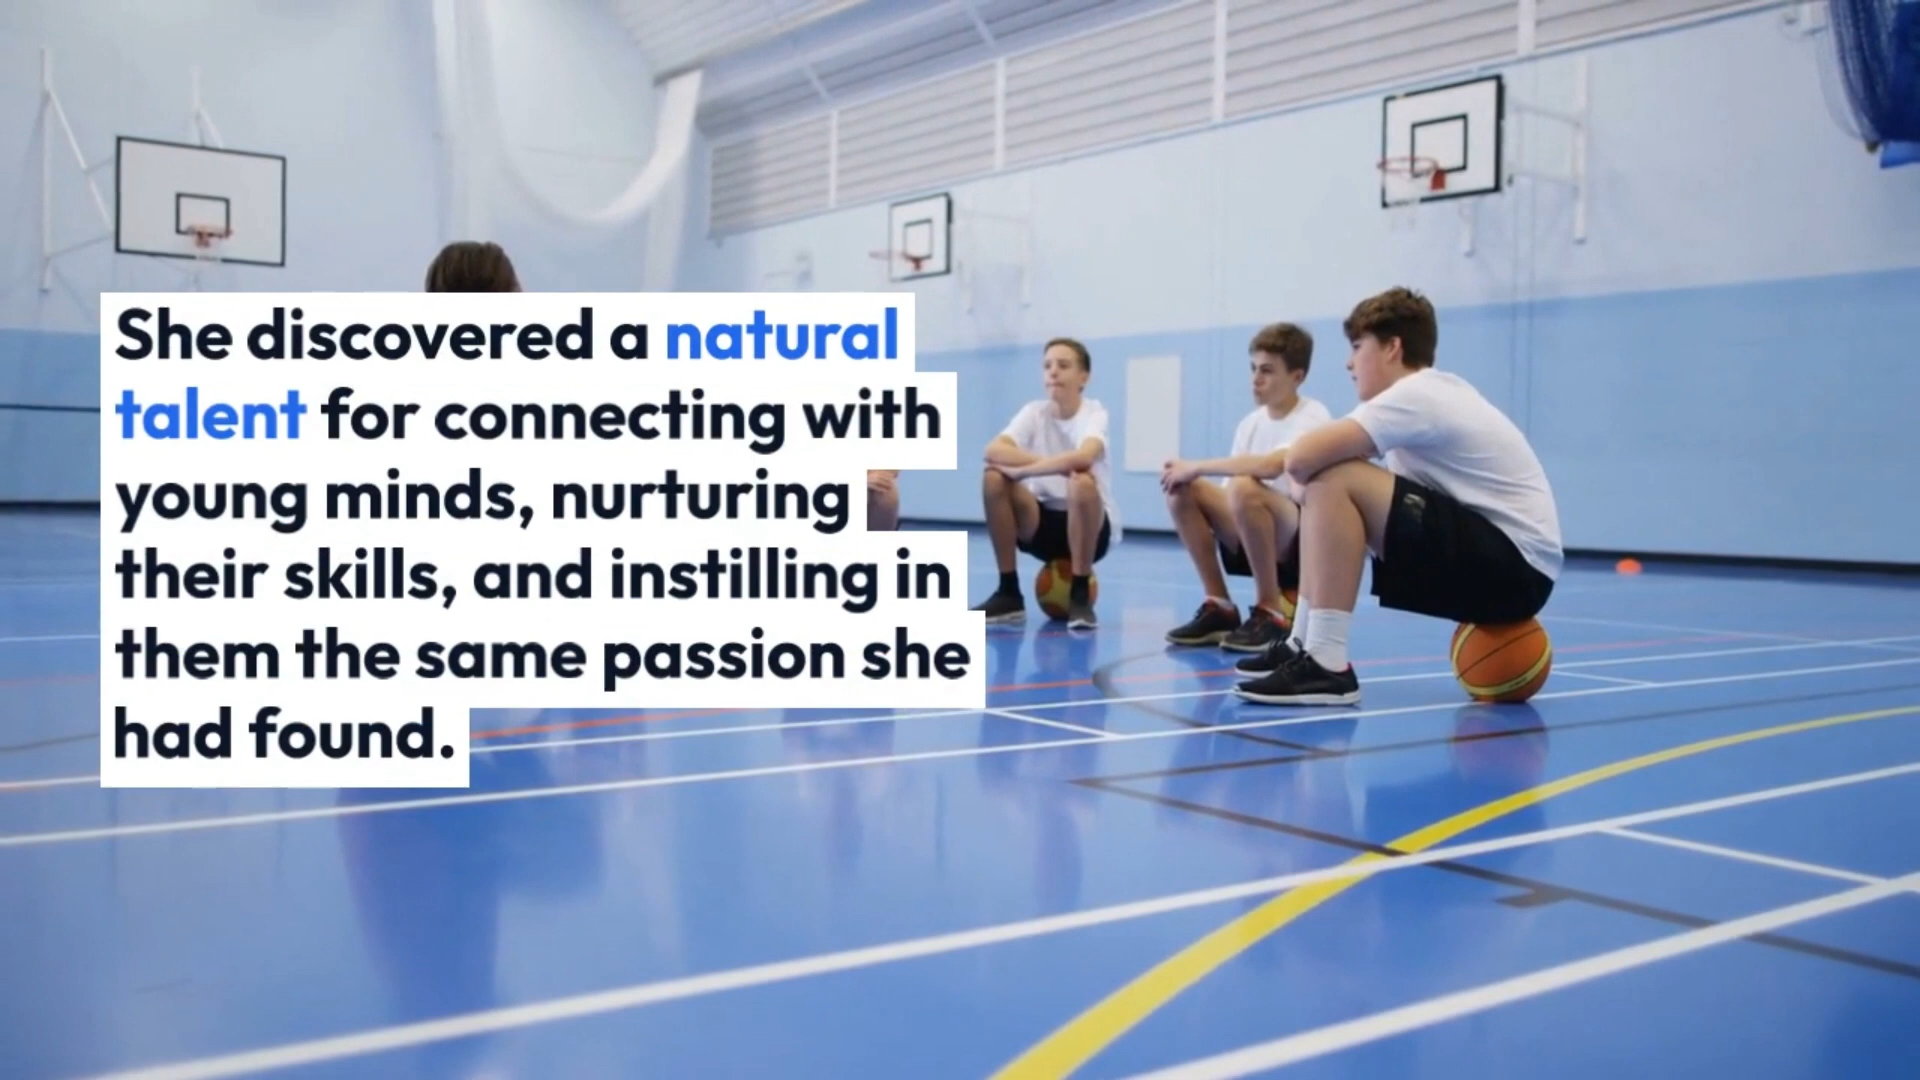 She discovered a natural
talent for connecting with
young minds, nurturing
their skills, and instilling in
them the same passion she
had found.